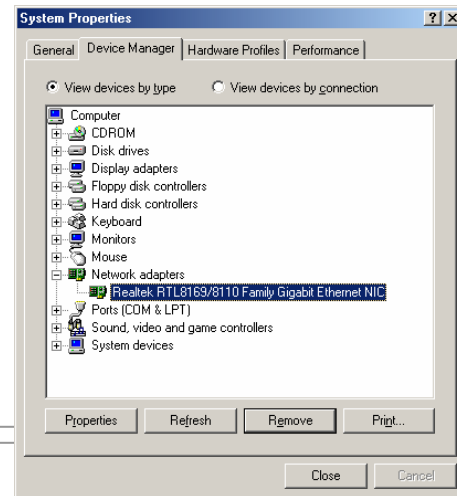 System Properties
General Device Manager Hardware Profiles Performance
View devices by type View devices by connection
Computer
CDROM
Disk drives
Display adapters
Floppy disk controllers
Hard disk controllers
Keyboard
Monitors
Mouse
Network adapters
Realtek RTL8169/8110 Family Gigabit Ethernet NIC
Ports (COM & LPT)
Sound, video and game controllers
System devices
Properties Refresh Remove Print...
Close Cancel